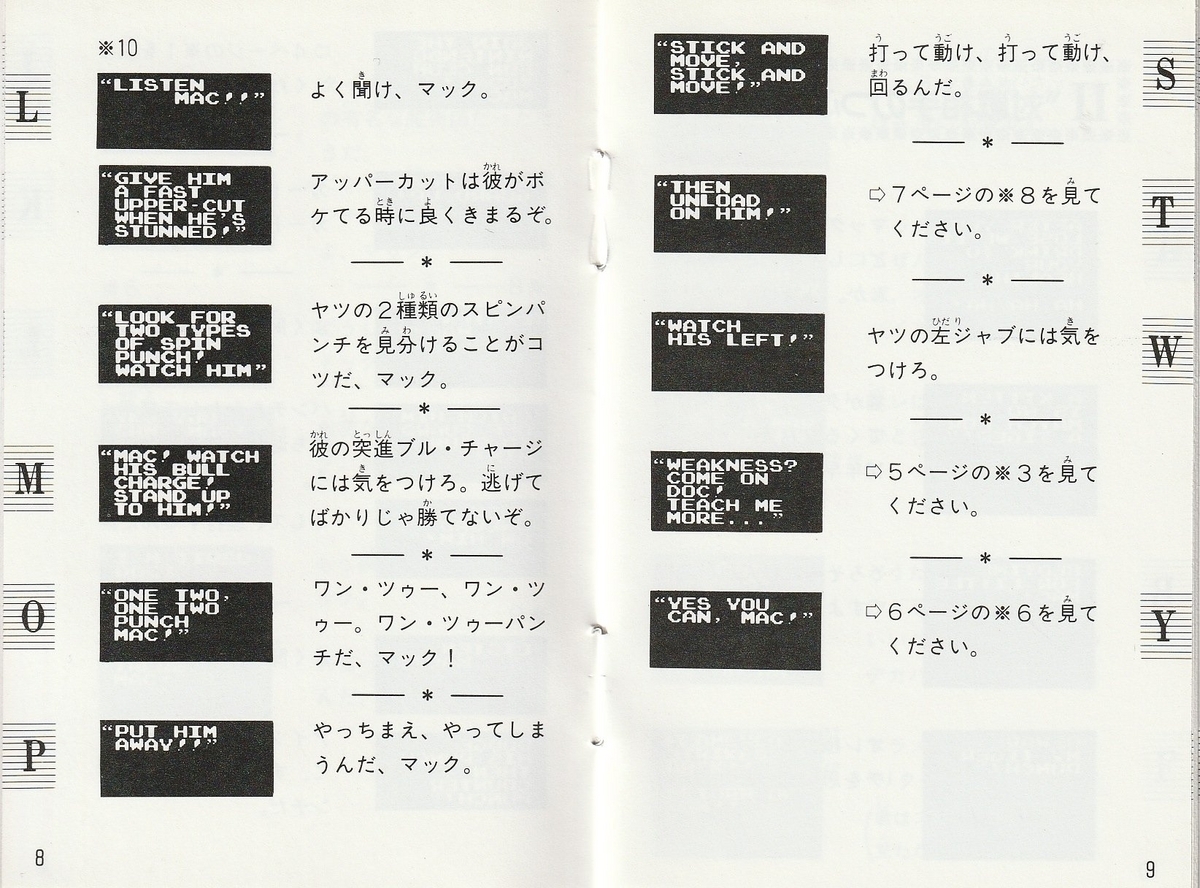 ※10
L
“LISTEN
MAC!!”
よく聞け、マック。
“GIVE HIM
A FAST
UPPER-CUT
WHEN HE'S
STUNNED!”
アッパーカットは彼がボ
ケてる時に良くきまるぞ。
——＊——
“LOOK FOR
TWO TYPES
OF SPIN
PUNCH!
WATCH HIM”
ヤツの2種類のスピンパ
ンチを見分けることがコ
ツだ、マック。
——＊——
M
“MAC! WATCH
HIS BULL
CHARGE!
STAND UP
TO HIM!”
彼の突進ブル・チャージ
には気をつけろ。逃げて
ばかりじゃ勝てないぞ。
——＊——
O
“ONE TWO,
ONE TWO
PUNCH
MAC!”
ワン・ツゥー、ワン・ツ
ゥー。ワン・ツゥーパン
チだ、マック！
——＊——
P
“PUT HIM
AWAY!!”
やっちまえ、やってしま
うんだ、マック。
8
S
“STICK AND
MOVE,
STICK AND
MOVE!”
打って動け、打って動け、
回るんだ。
——＊——
T
“THEN
UNLOAD
ON HIM!”
⇨7ページの※8を見て
ください。
——＊——
W
“WATCH
HIS LEFT!”
ヤツの左ジャブには気を
つけろ。
——＊——
“WEAKNESS?
COME ON
DOC!
TEACH ME
MORE...”
⇨5ページの※3を見て
ください。
——＊——
Y
“YES YOU
CAN, MAC!”
⇨6ページの※6を見て
ください。
9